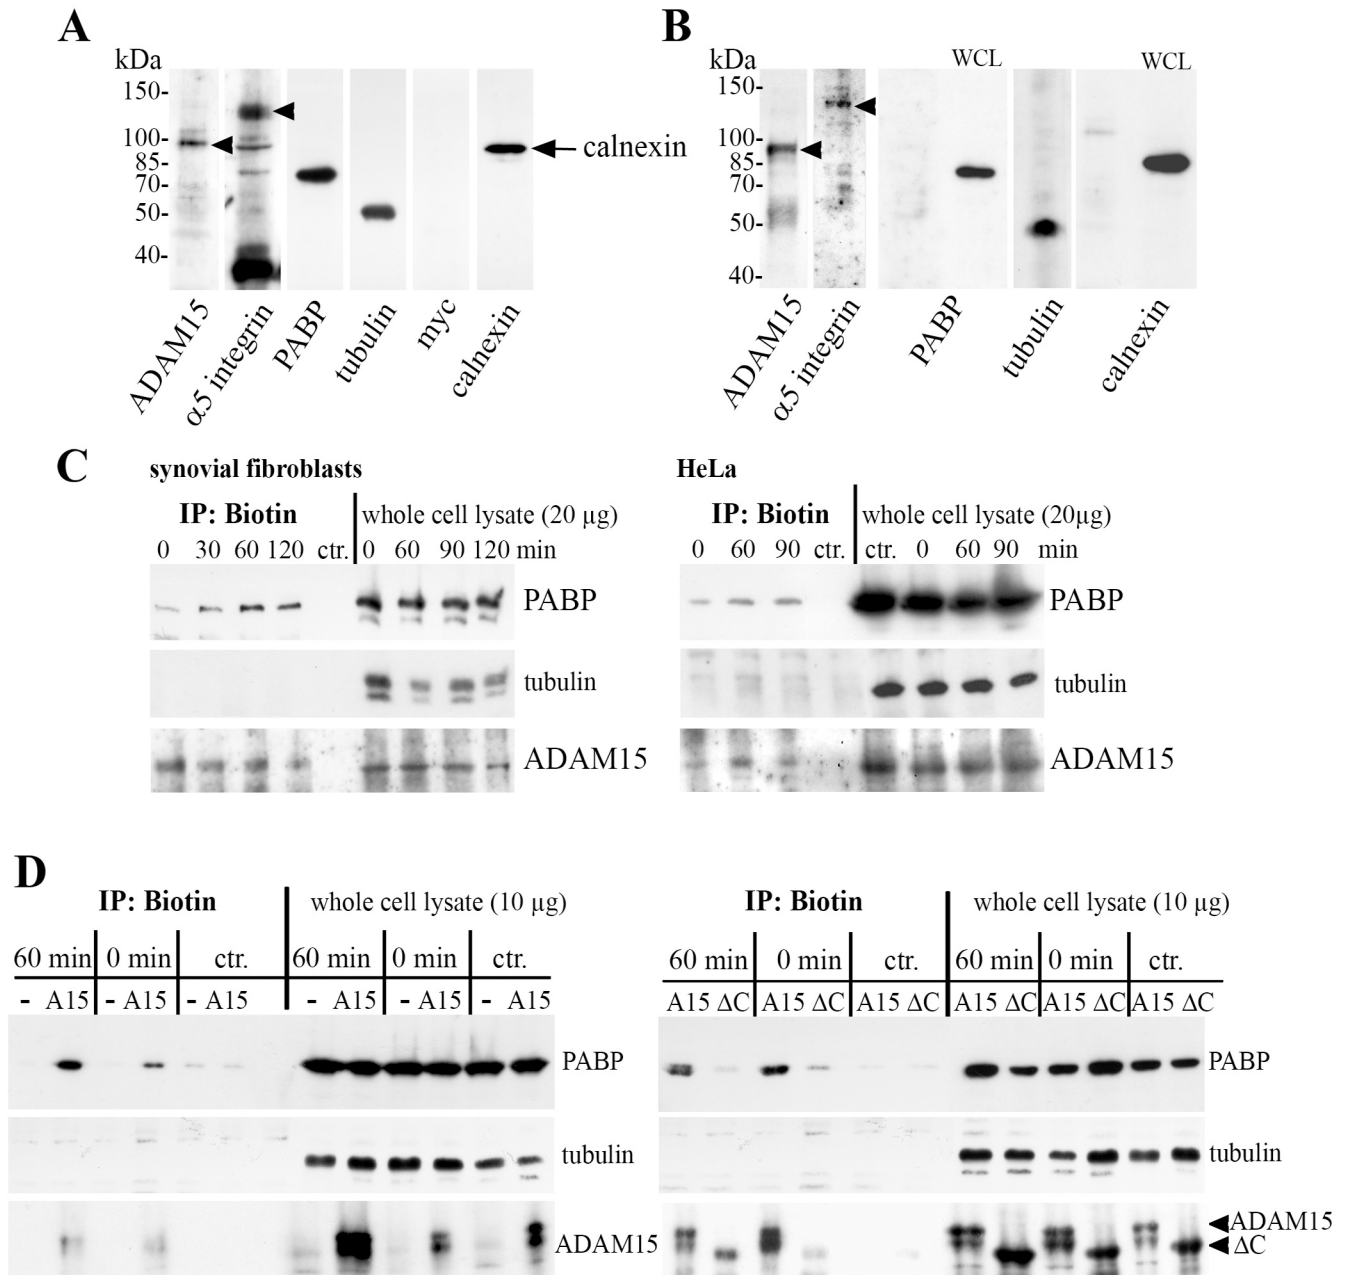 A
kDa
150-
100-
85-
70-
50-
40-
calnexin
ADAM15
α5 integrin
PABP
tubulin
myc
calnexin
B
kDa
WCL
WCL
150-
100-
85-
70-
50-
40-
ADAM15
α5 integrin
PABP
tubulin
calnexin
C
synovial fibroblasts
IP: Biotin
whole cell lysate (20 µg)
0 30 60 120 ctr. 0 60 90 120 min
PABP
tubulin
ADAM15
HeLa
IP: Biotin
whole cell lysate (20µg)
0 60 90 ctr. ctr. 0 60 90 min
PABP
tubulin
ADAM15
D
IP: Biotin
whole cell lysate (10 µg)
60 min 0 min ctr. 60 min 0 min ctr.
- A15 - A15 - A15 - A15 - A15 - A15
PABP
tubulin
ADAM15
IP: Biotin
whole cell lysate (10 µg)
60 min 0 min ctr. 60 min 0 min ctr.
A15 ΔC A15 ΔC A15 ΔC A15 ΔC A15 ΔC A15 ΔC
PABP
tubulin
ADAM15
ΔC